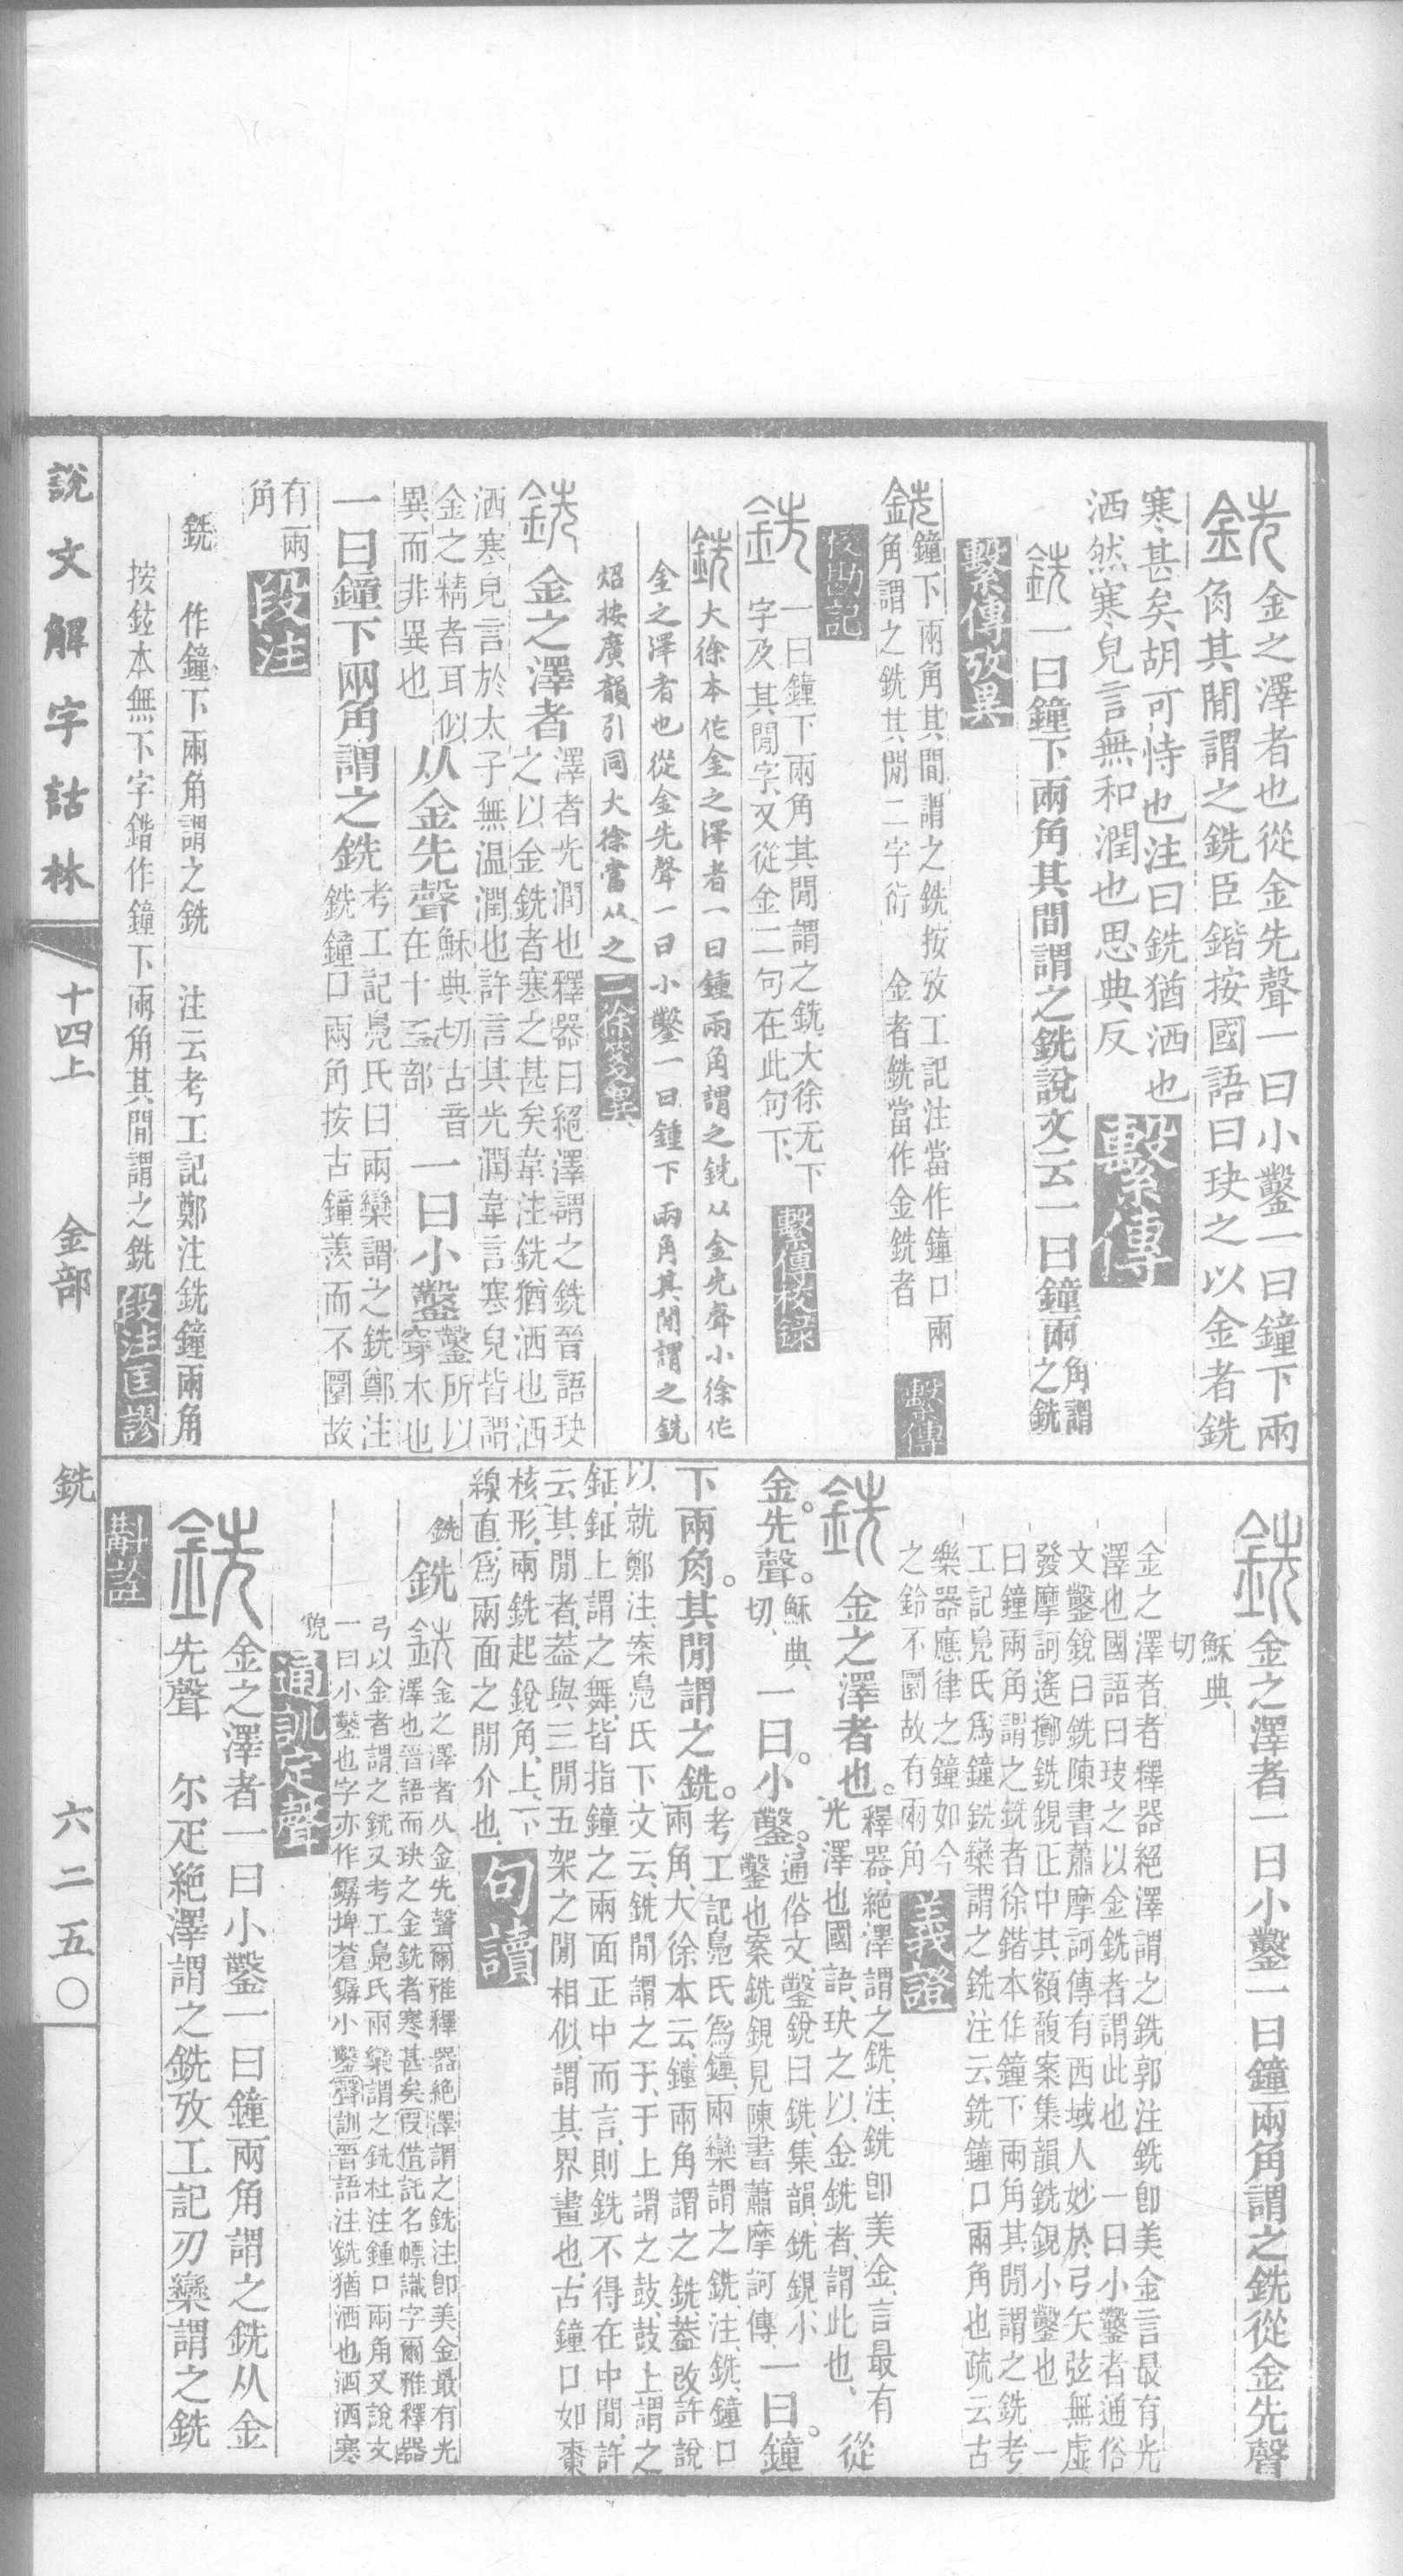 銑 金之澤者也從金先聲一曰小鑿一曰鐘下兩
角其閒謂之銑臣鍇按國語曰玦之以金者銑
寒甚矣胡可恃也注曰銑猶洒也
洒然寒皃言無和潤也思典反 繫傳
銑一曰鐘下兩角其間謂之銑說文云一曰鐘兩角謂之銑
繫傳攷異
銑鐘下兩角其間謂之銑按攷工記注當作鐘口兩
角謂之銑其閒二字衍 金者銑當作金銑者 繫傳
校勘記
銑 一曰鐘下兩角其閒謂之銑大徐无下
字及其閒字又從金二句在此句下 繫傳校錄
銑大徐本作金之澤者一曰鍾兩角謂之銑从金先聲小徐作
金之澤者也從金先聲一曰小鑿一曰鍾下兩角其閒謂之銑
炤按廣韻引同大徐當从之 二徐箋異
銑 金之澤者 澤者光潤也釋器曰絕澤謂之銑晉語玦
之以金銑者寒之甚矣韋注銑猶洒也洒
洒寒皃言於太子無溫潤也許言其光潤韋言寒皃皆謂
金之精者耳似
異而非異也 从金先聲 穌典切古音
在十三部 一曰小鑿 鑿所以
穿木也
一曰鐘下兩角謂之銑 考工記鳧氏曰兩欒謂之銑鄭注
銑鐘口兩角按古鐘羨而不圜故
有兩
角 段注
銑 作鐘下兩角謂之銑 注云考工記鄭注銑鐘兩角
按鉉本無下字鍇作鐘下兩角其閒謂之銑 段注匡謬
銑 金之澤者一曰小鑿一曰鐘兩角謂之銑從金先聲
穌典
切
金之澤者者釋器絕澤謂之銑郭注銑卽美金言最有光
澤也國語曰玦之以金銑者謂此也 一曰小鑿者通俗
文鑿銳曰銑陳書蕭摩訶傳有西域人妙於弓矢弦無虛
發摩訶遙擲銑鋧正中其額馥案集韻銑鋧小鑿也 一
曰鐘兩角謂之銑者徐鍇本作鐘下兩角其閒謂之銑考
工記鳧氏爲鐘銑欒謂之銑注云銑鐘口兩角也疏云古
樂器應律之鐘如今
之鈴不圜故有兩角 義證
銑 金之澤者也。 釋器、絕澤謂之銑、注、銑卽美金、言最有
光澤也國語、玦之以金銑者、謂此也、 從
金。先聲。 穌典
切、 一曰。小鑿。 通俗文、鑿銳曰銑、集韻、銑鋧小
鑿也案銑鋧見陳書蕭摩訶傳、 一曰。鐘
下兩角。其閒謂之銑。 考工記鳧氏爲鐘、兩欒謂之銑、注、銑、鐘口
兩角、大徐本云、鐘兩角謂之銑、葢改許說
以就鄭注、案鳧氏下文云、銑閒謂之于、于上謂之鼓、鼓上謂之
鉦、鉦上謂之舞、皆指鐘之兩面正中而言、則銑不得在中閒、許
云其閒者、葢與三閒五架之閒相似、謂其界畫也、古鐘口如棗
核形、兩銑起銳角、上下
線直、爲兩面之閒介也、 句讀
銑 銑 銑金之澤者从金先聲爾雅釋器絕澤謂之銑注卽美金最有光
澤也晉語而玦之金銑者寒甚矣假借託名幖識字爾雅釋器
弓以金者謂之銑又考工鳧氏兩欒謂之銑杜注鍾口兩角又說文
一曰小鑿也字亦作鏟埤蒼鏟小鑿聲訓晉語注銑猶洒也洒洒寒
皃 通訓定聲
銑 金之澤者一曰小鑿一曰鐘兩角謂之銑从金
先聲 尒疋絕澤謂之銑攷工記刃欒謂之銑
斠詮
說文解字詁林 十四上 金部 銑 六二五〇